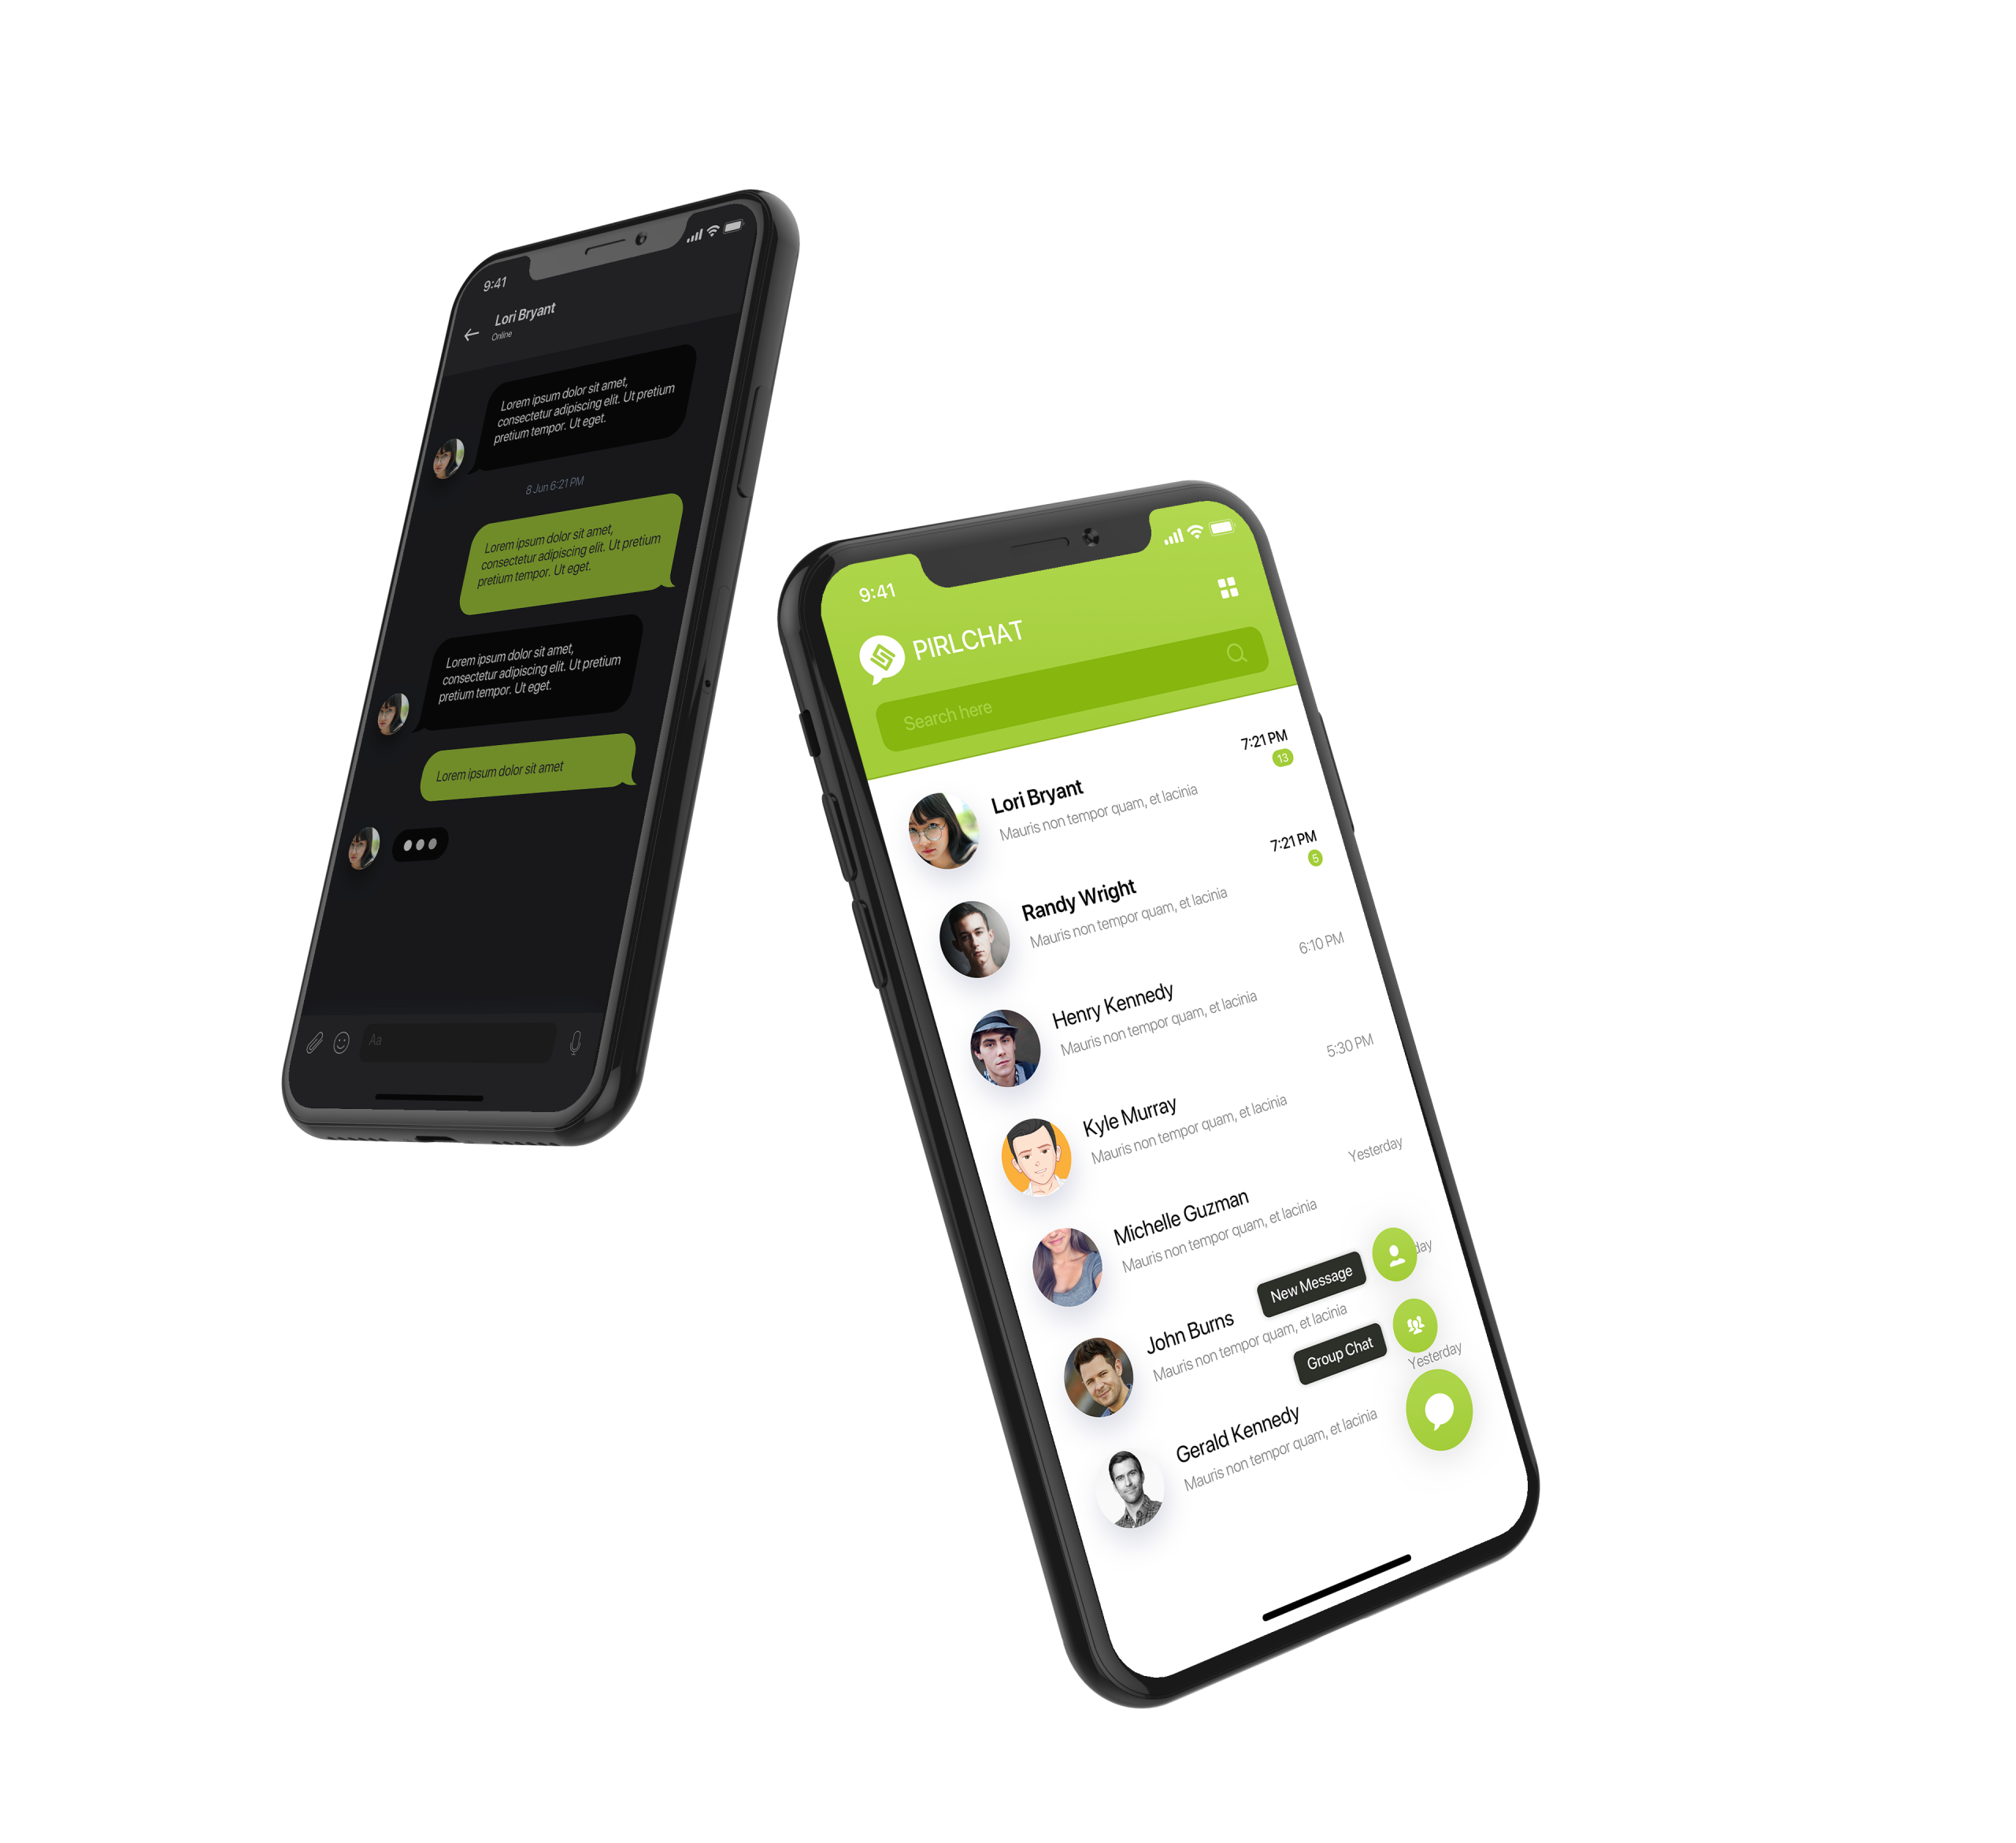 9:41
Lori Bryant
Online
Lorem ipsum dolor sit amet,
consectetur adipiscing elit. Ut pretium
pretium tempor. Ut eget.
8 Jun 6:21 PM
Lorem ipsum dolor sit amet,
consectetur adipiscing elit. Ut pretium
pretium tempor. Ut eget.
Lorem ipsum dolor sit amet,
consectetur adipiscing elit. Ut pretium
pretium tempor. Ut eget.
Lorem ipsum dolor sit amet
Aa
9:41
PIRLCHAT
Search here
Lori Bryant 7:21 PM
Mauris non tempor quam, et lacinia 13
Randy Wright 7:21 PM
Mauris non tempor quam, et lacinia 5
Henry Kennedy 6:10 PM
Mauris non tempor quam, et lacinia
Kyle Murray 5:30 PM
Mauris non tempor quam, et lacinia
Michelle Guzman Yesterday
Mauris non tempor quam, et lacinia
John Burns day
Mauris non tempor quam, et lacinia
New Message
Group Chat
Gerald Kennedy Yesterday
Mauris non tempor quam, et lacinia